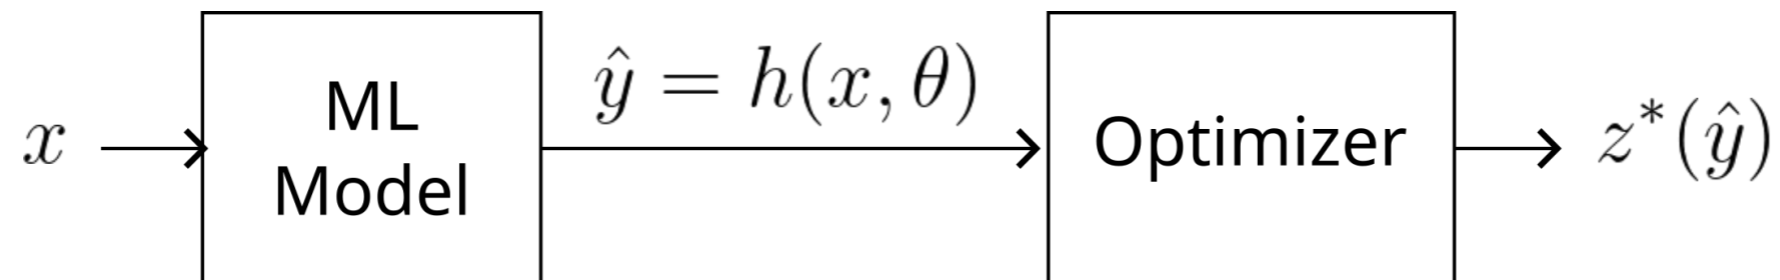 x
ML
Model
ŷ = h(x, θ)
Optimizer
z*(ŷ)